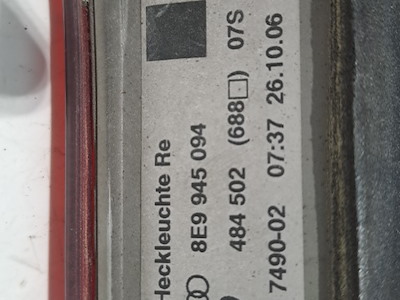 Heckleuchte Re
8E9 945 094
484 502 (688□) 07S
7490-02 07:37 26.10.06